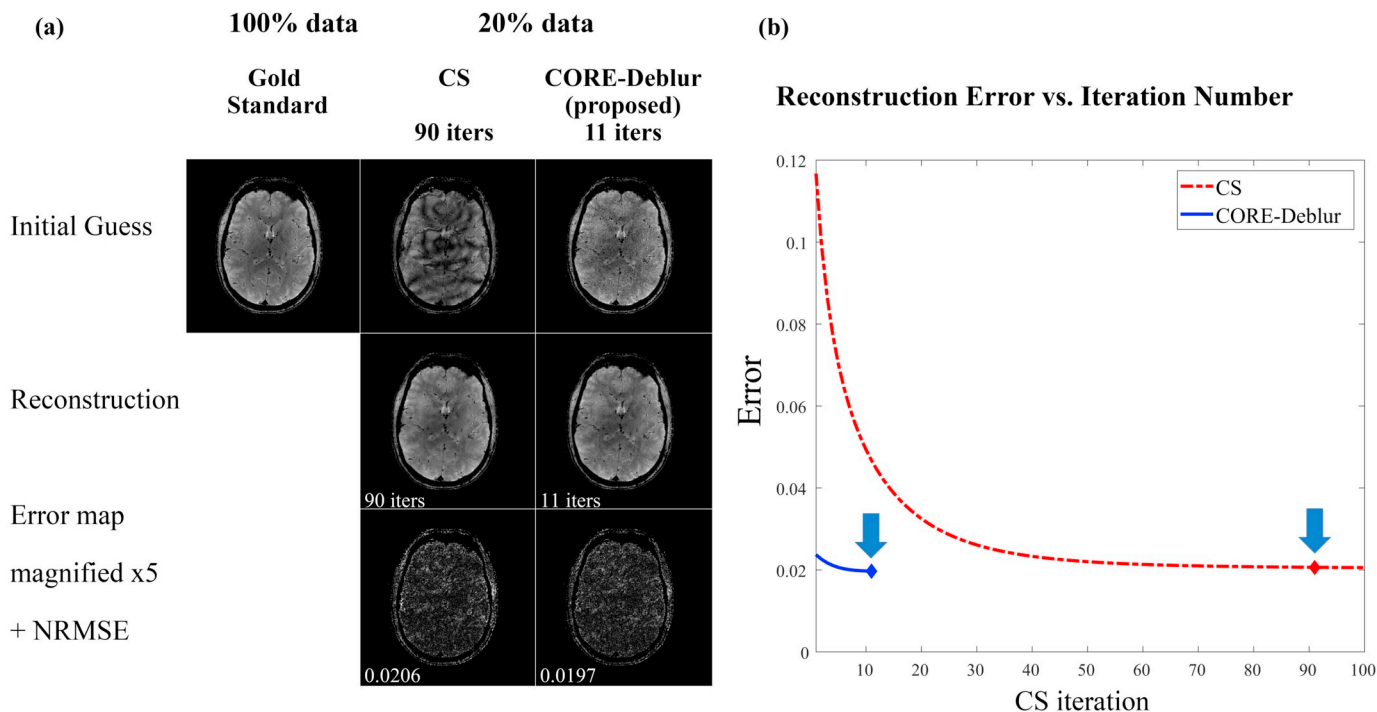 (a)
100% data
20% data
Gold
Standard
CS
90 iters
CORE-Deblur
(proposed)
11 iters
Initial Guess
Reconstruction
90 iters
11 iters
Error map
magnified x5
+ NRMSE
0.0206
0.0197
(b)
Reconstruction Error vs. Iteration Number
0.12
0.1
0.08
0.06
0.04
0.02
0
Error
CS
CORE-Deblur
10 20 30 40 50 60 70 80 90 100
CS iteration